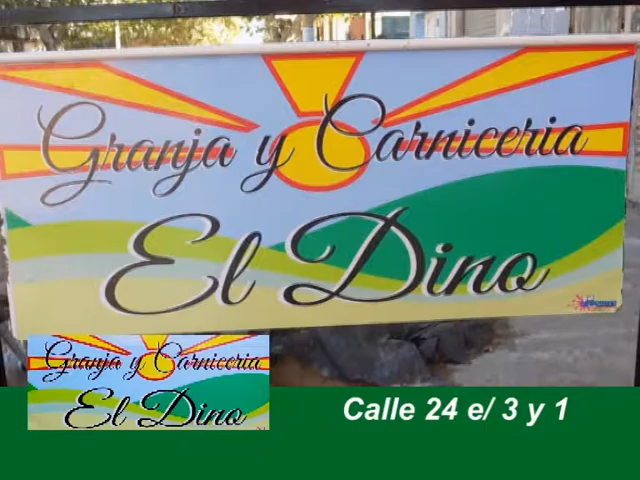 Granja y Carniceria
El Dino
Granja y Carniceria
El Dino
Calle 24 e/ 3 y 1